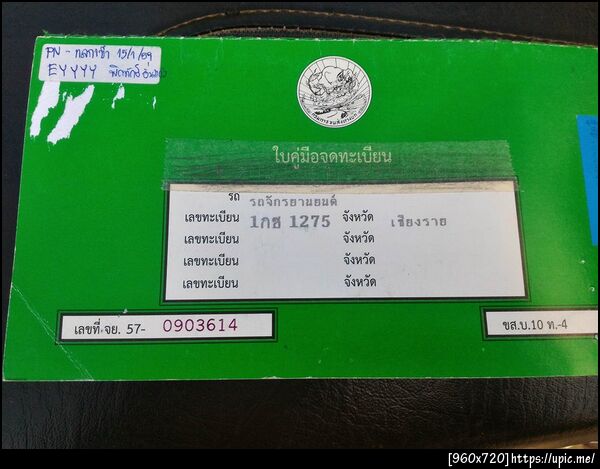 PN - 15/1/69
EYYYY
ใบคู่มือจดทะเบียน
รถ รถจักรยานยนต์
เลขทะเบียน 1กช 1275 จังหวัด เชียงราย
เลขทะเบียน จังหวัด
เลขทะเบียน จังหวัด
เลขทะเบียน จังหวัด
เลขที่ จย. 57- 0903614
ขส.บ.10 ท.-4
[960x720]https://upic.me/